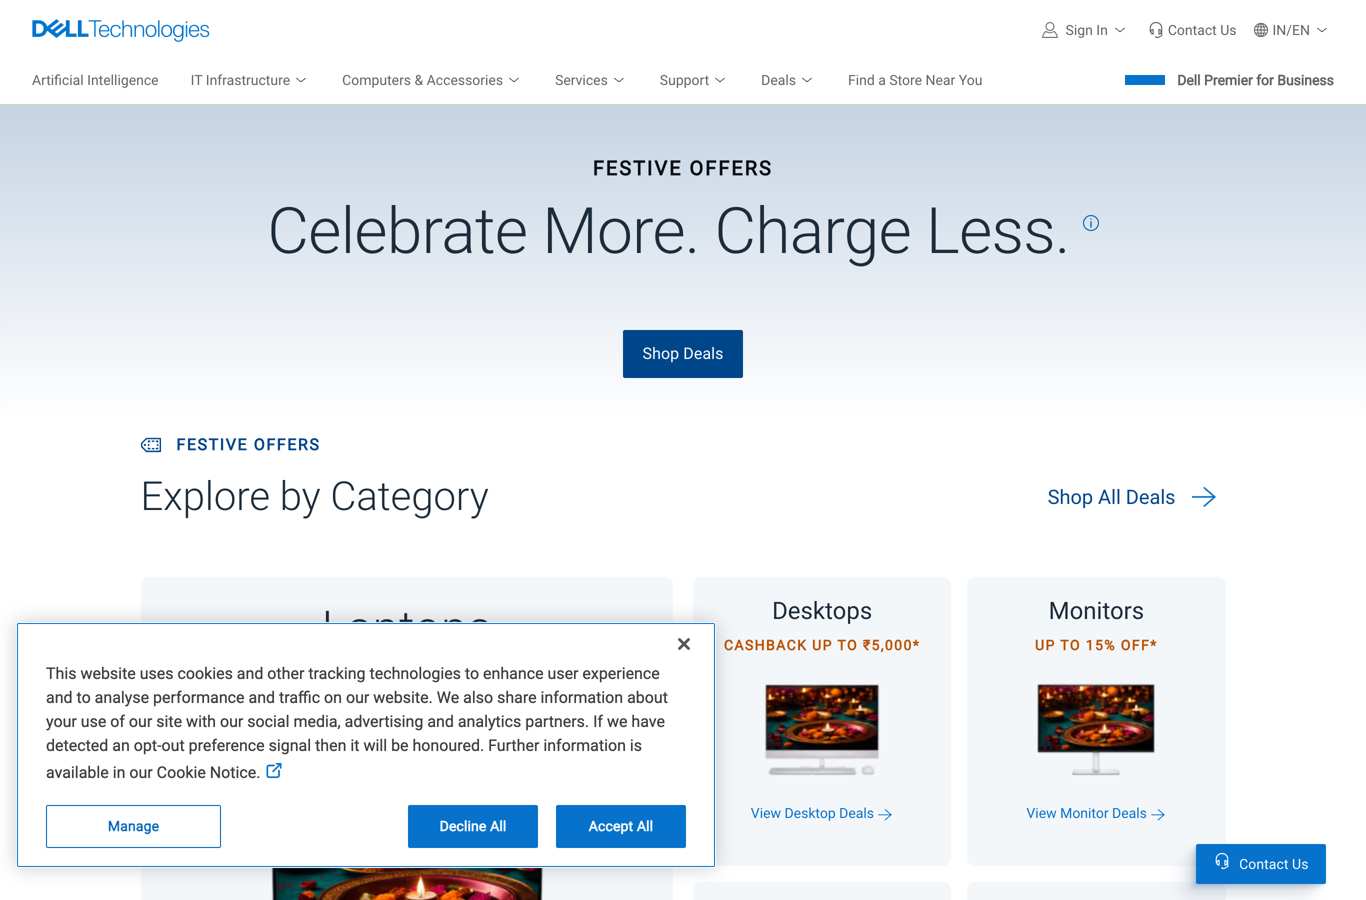 DELL Technologies
Sign In
Contact Us
IN/EN
Artificial Intelligence
IT Infrastructure
Computers & Accessories
Services
Support
Deals
Find a Store Near You
Dell Premier for Business
FESTIVE OFFERS
Celebrate More. Charge Less.
Shop Deals
FESTIVE OFFERS
Explore by Category
Shop All Deals
Laptops
Desktops
CASHBACK UP TO ₹5,000*
View Desktop Deals
Monitors
UP TO 15% OFF*
View Monitor Deals
This website uses cookies and other tracking technologies to enhance user experience
and to analyse performance and traffic on our website. We also share information about
your use of our site with our social media, advertising and analytics partners. If we have
detected an opt-out preference signal then it will be honoured. Further information is
available in our Cookie Notice.
Manage
Decline All
Accept All
Contact Us